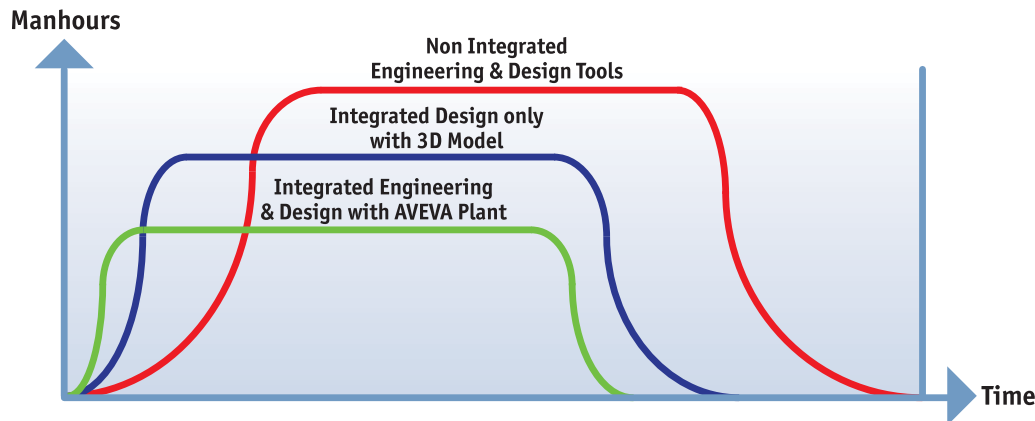 Manhours
Non Integrated
Engineering & Design Tools
Integrated Design only
with 3D Model
Integrated Engineering
& Design with AVEVA Plant
Time